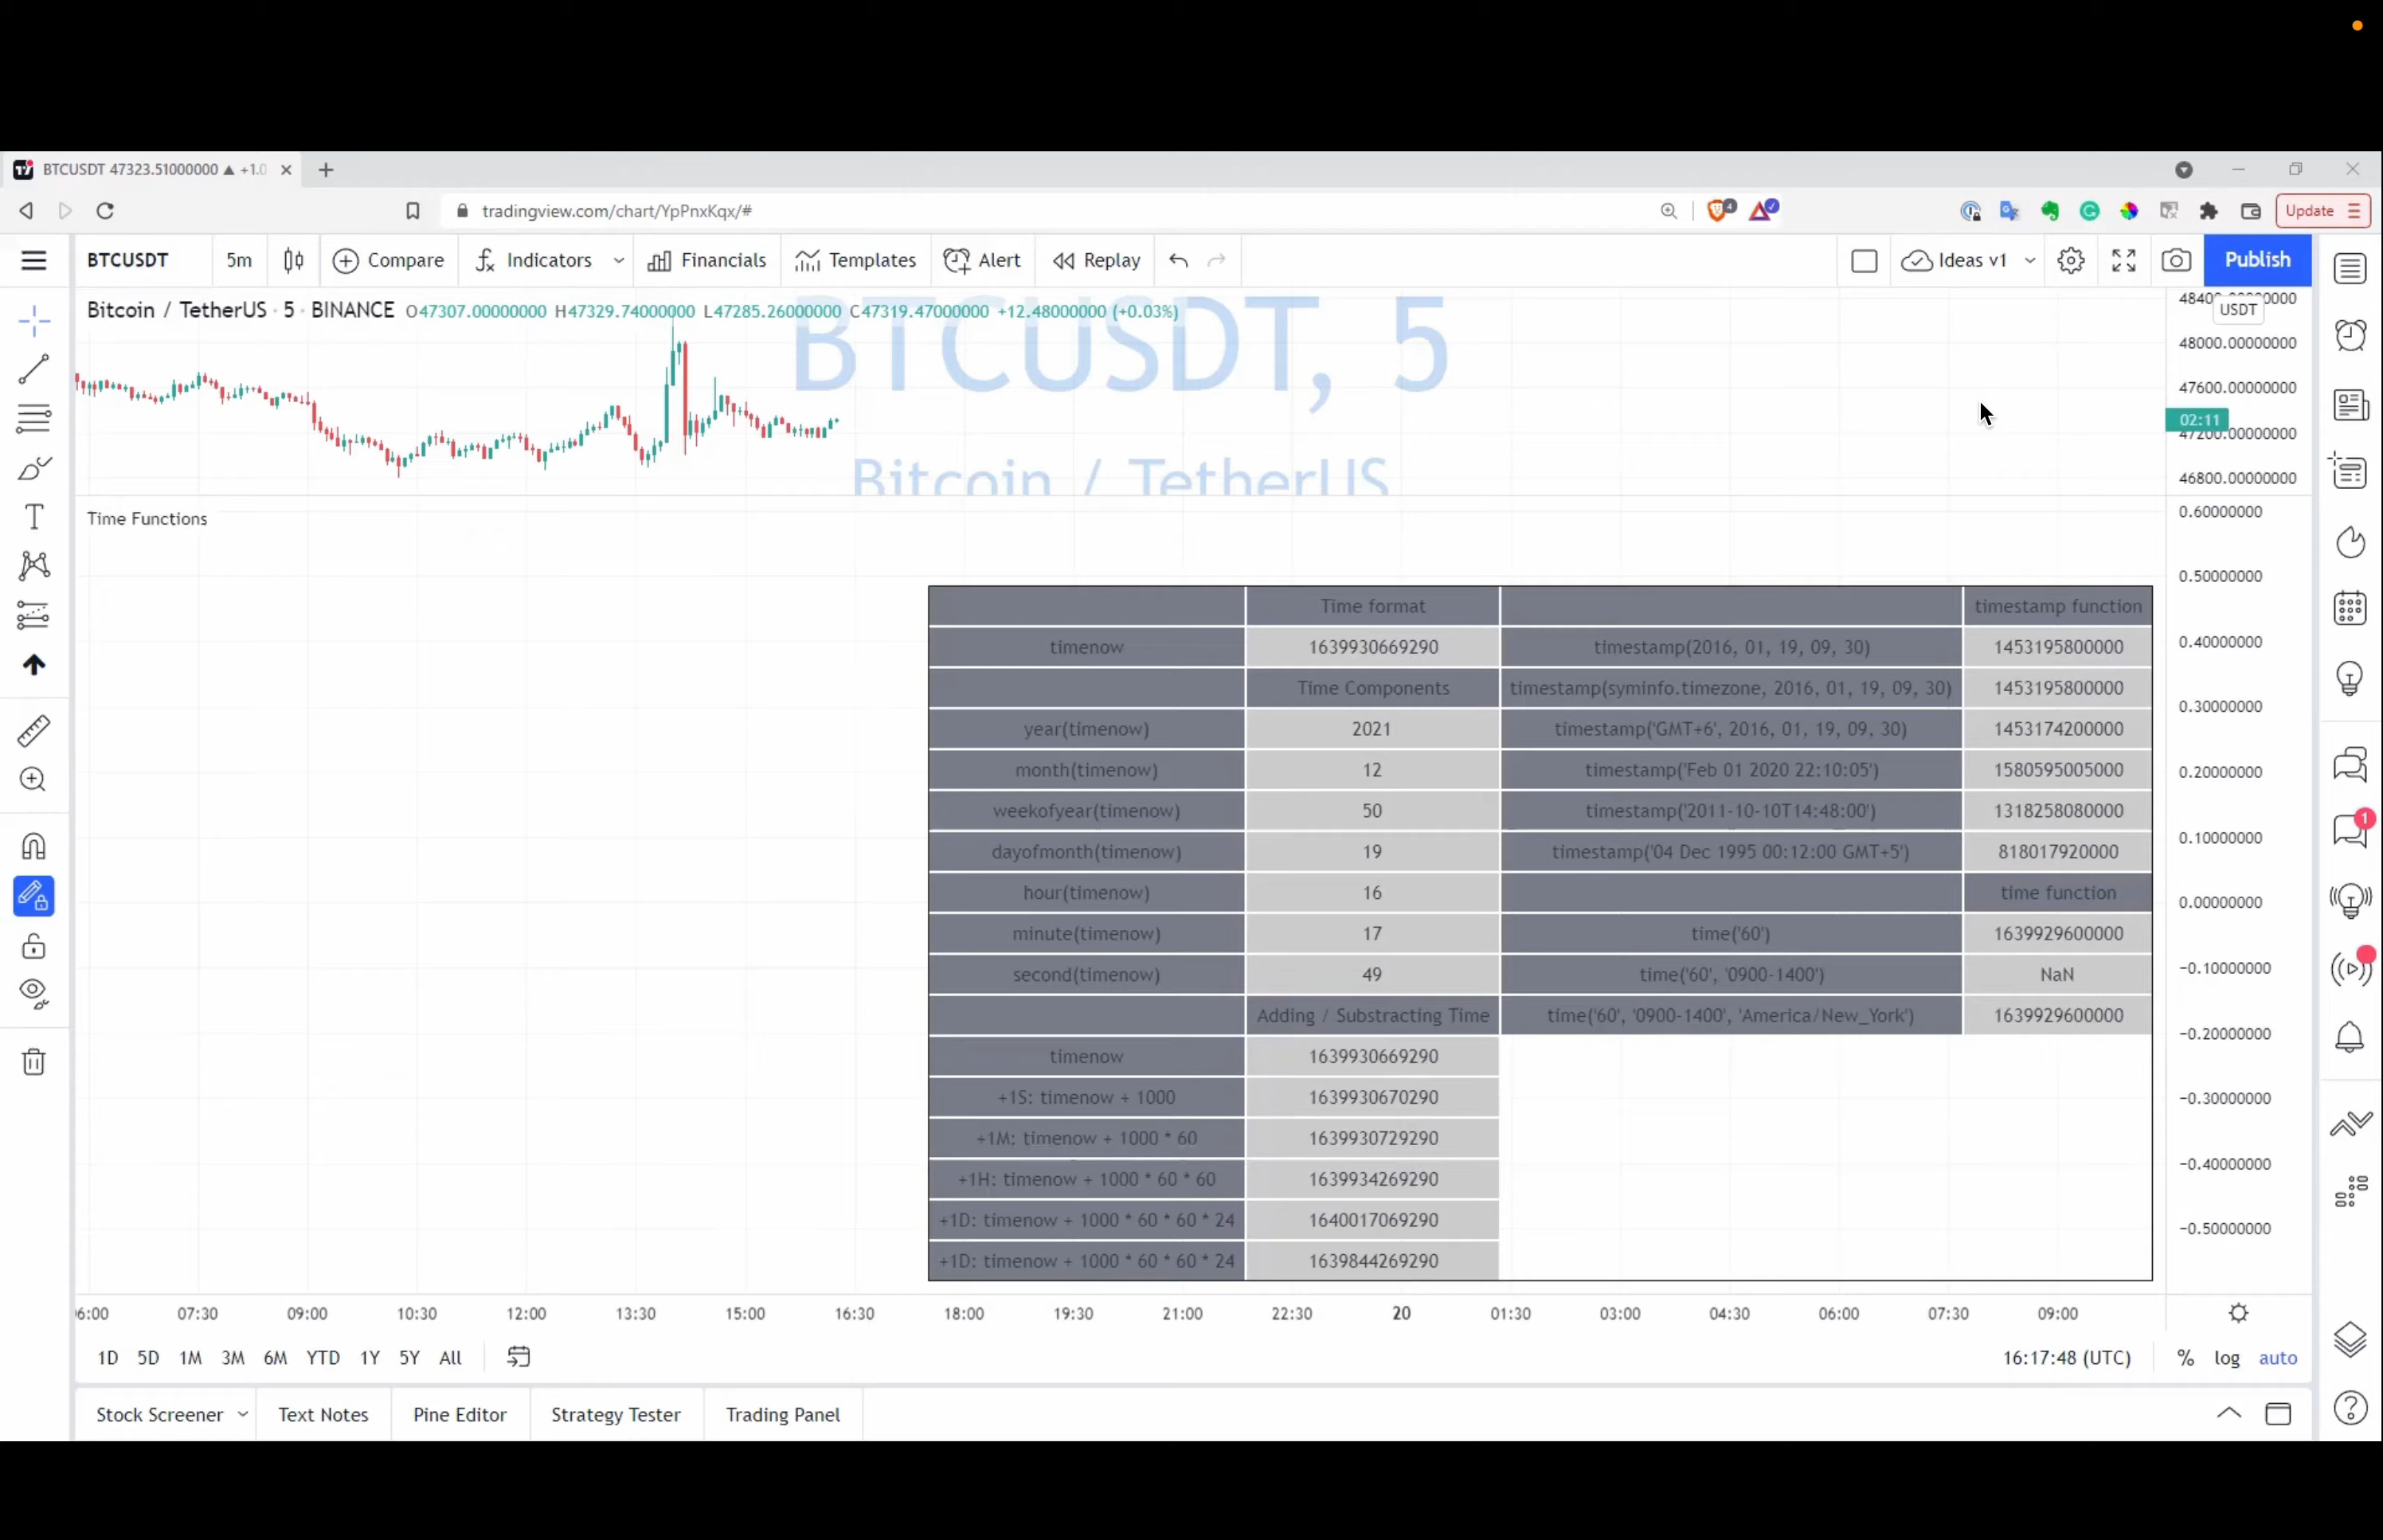 BTCUSDT 47323.51000000 ▲ +1.0
tradingview.com/chart/YpPnxKqx/#
4
Update
BTCUSDT 5m Compare Indicators Financials Templates Alert Replay Ideas v1 Publish
Bitcoin / TetherUS · 5 · BINANCE O47307.00000000 H47329.74000000 L47285.26000000 C47319.47000000 +12.48000000 (+0.03%)
BTCUSDT, 5
Bitcoin / TetherUS
USDT
48000.00000000
47600.00000000
02:11
47200.00000000
46800.00000000
Time Functions
0.60000000
0.50000000
0.40000000
0.30000000
0.20000000
0.10000000
0.00000000
−0.10000000
−0.20000000
−0.30000000
−0.40000000
−0.50000000
Time format timestamp function
timenow 1639930669290 timestamp(2016, 01, 19, 09, 30) 1453195800000
Time Components timestamp(syminfo.timezone, 2016, 01, 19, 09, 30) 1453195800000
year(timenow) 2021 timestamp('GMT+6', 2016, 01, 19, 09, 30) 1453174200000
month(timenow) 12 timestamp('Feb 01 2020 22:10:05') 1580595005000
weekofyear(timenow) 50 timestamp('2011-10-10T14:48:00') 1318258080000
dayofmonth(timenow) 19 timestamp('04 Dec 1995 00:12:00 GMT+5') 818017920000
hour(timenow) 16 time function
minute(timenow) 17 time('60') 1639929600000
second(timenow) 49 time('60', '0900-1400') NaN
Adding / Substracting Time time('60', '0900-1400', 'America/New_York') 1639929600000
timenow 1639930669290
+1S: timenow + 1000 1639930670290
+1M: timenow + 1000 * 60 1639930729290
+1H: timenow + 1000 * 60 * 60 1639934269290
+1D: timenow + 1000 * 60 * 60 * 24 1640017069290
+1D: timenow + 1000 * 60 * 60 * 24 1639844269290
1
06:00 07:30 09:00 10:30 12:00 13:30 15:00 16:30 18:00 19:30 21:00 22:30 20 01:30 03:00 04:30 06:00 07:30 09:00
1D 5D 1M 3M 6M YTD 1Y 5Y All 16:17:48 (UTC) % log auto
Stock Screener Text Notes Pine Editor Strategy Tester Trading Panel